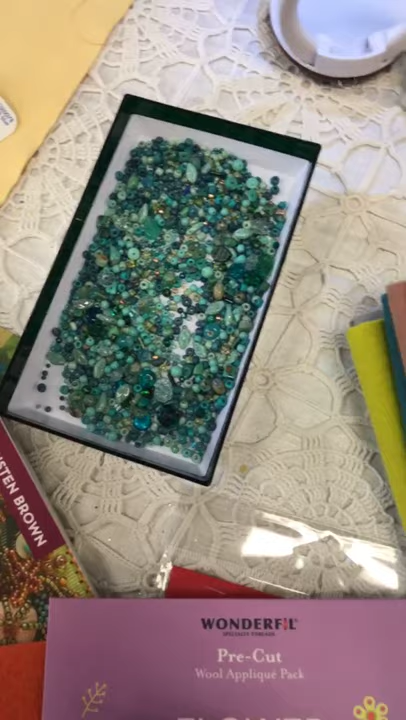 STEN BROWN
WONDERFIL
SPECIALTY THREADS
Pre-Cut
Wool Appliqué Pack